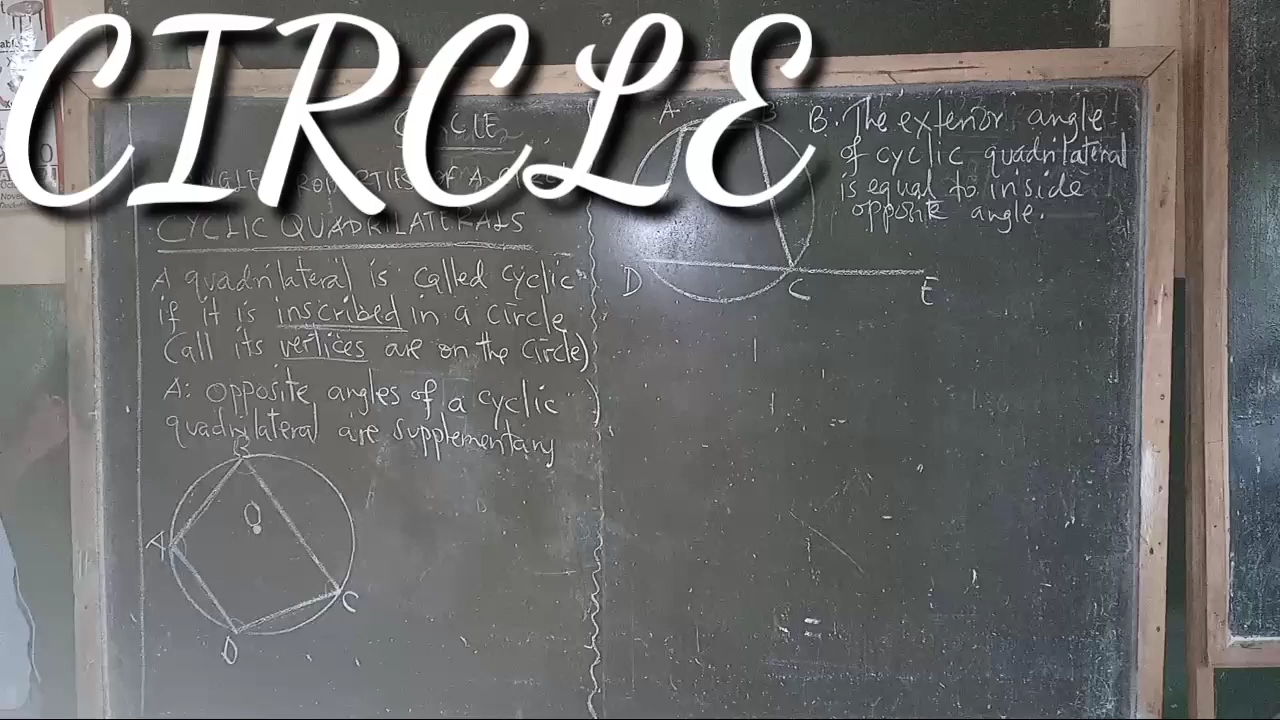 CIRCLE
CYCLIC QUADRILATERALS
A quadrilateral is called cyclic
if it is inscribed in a circle
(all its vertices are on the circle)
A: Opposite angles of a cyclic
quadrilateral are supplementary
B
A
O
C
D
A
B
D
C
E
B: The exterior angle
of cyclic quadrilateral
is equal to inside
opposite angle.